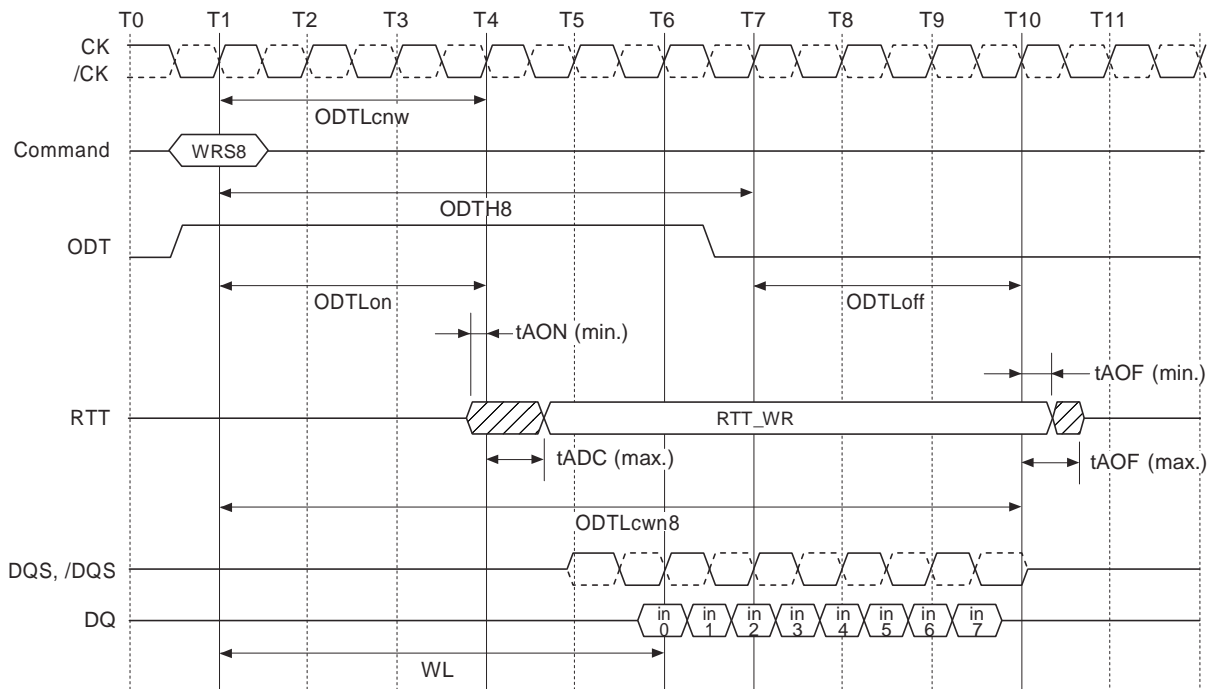 T0 T1 T2 T3 T4 T5 T6 T7 T8 T9 T10 T11
CK
/CK
ODTLcnw
Command
WRS8
ODTH8
ODT
ODTLon
ODTLoff
tAON (min.)
tAOF (min.)
RTT
RTT_WR
tADC (max.)
tAOF (max.)
ODTLcwn8
DQS, /DQS
DQ
in 0 in 1 in 2 in 3 in 4 in 5 in 6 in 7
WL